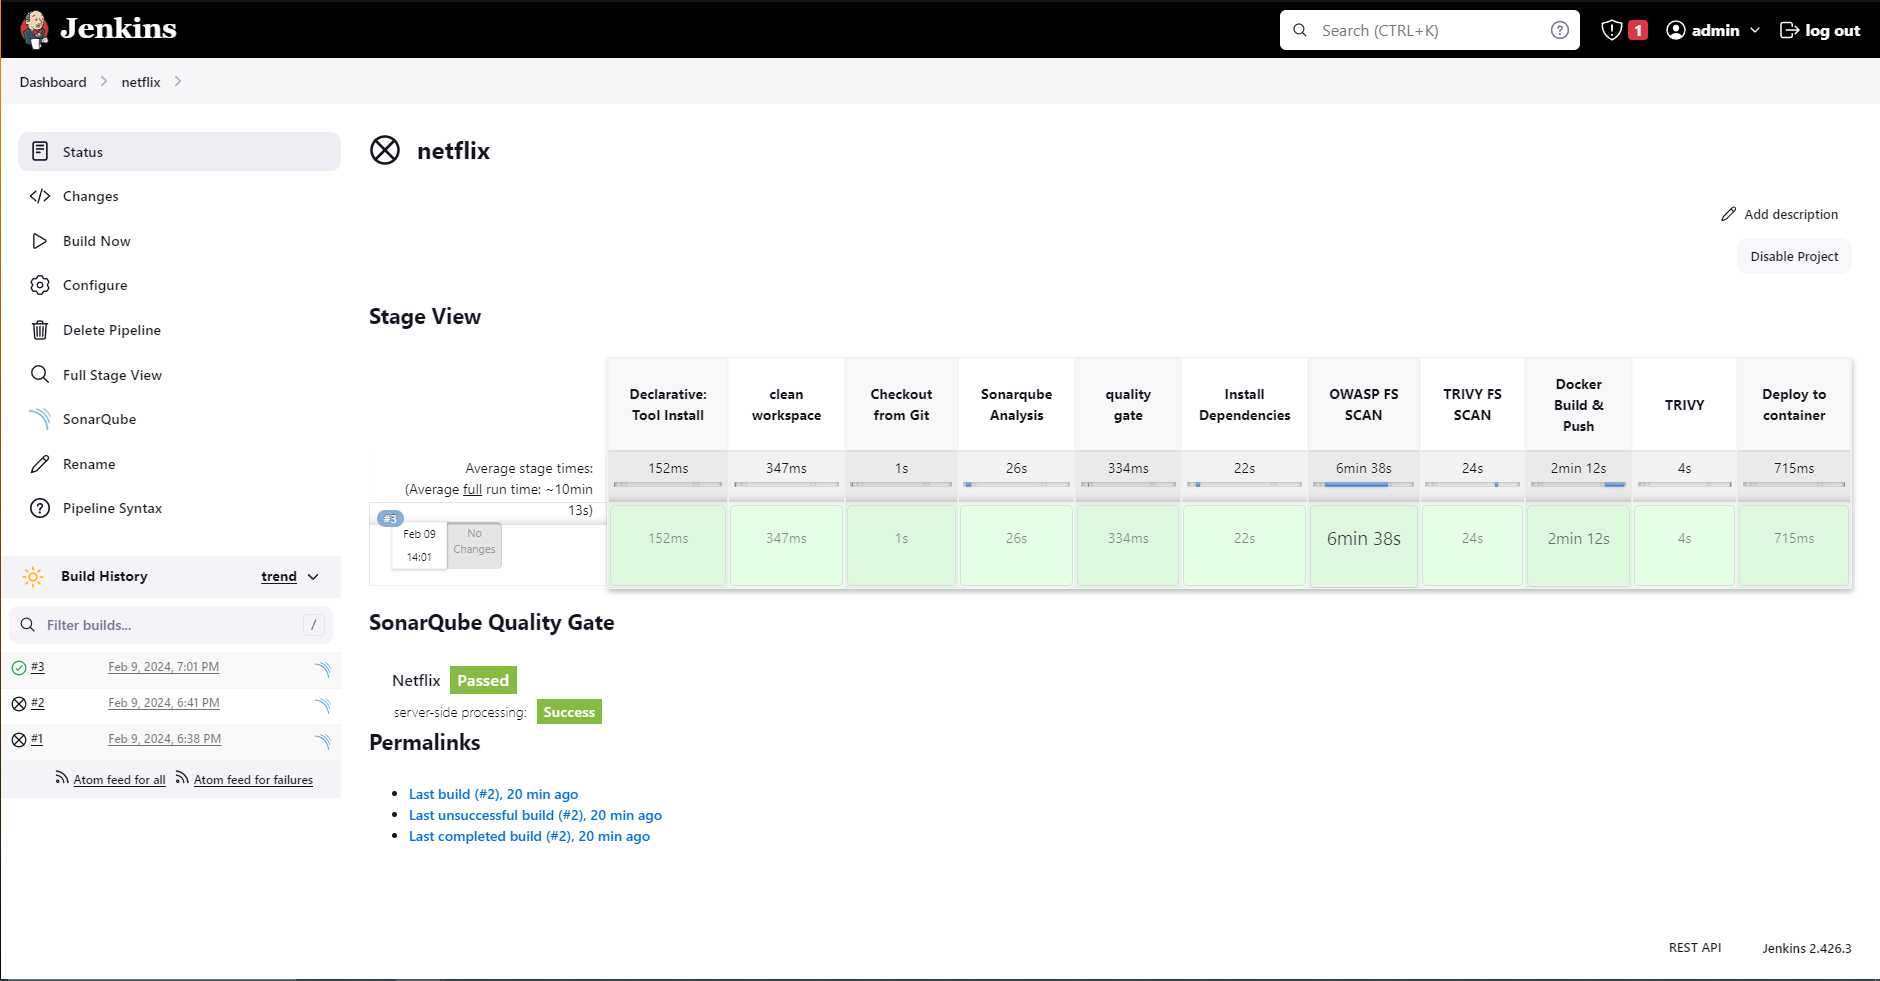 Jenkins
Search (CTRL+K)
1
admin
log out
Dashboard
netflix
Status
Changes
Build Now
Configure
Delete Pipeline
Full Stage View
SonarQube
Rename
Pipeline Syntax
Build History
trend
Filter builds...
/
#3
Feb 9, 2024, 7:01 PM
#2
Feb 9, 2024, 6:41 PM
#1
Feb 9, 2024, 6:38 PM
Atom feed for all
Atom feed for failures
netflix
Add description
Disable Project
Stage View
Declarative: Tool Install
clean workspace
Checkout from Git
Sonarqube Analysis
quality gate
Install Dependencies
OWASP FS SCAN
TRIVY FS SCAN
Docker Build & Push
TRIVY
Deploy to container
Average stage times:
(Average full run time: ~10min
13s)
152ms 347ms 1s 26s 334ms 22s 6min 38s 24s 2min 12s 4s 715ms
#3
Feb 09
14:01
No
Changes
152ms 347ms 1s 26s 334ms 22s 6min 38s 24s 2min 12s 4s 715ms
SonarQube Quality Gate
Netflix Passed
server-side processing: Success
Permalinks
Last build (#2), 20 min ago
Last unsuccessful build (#2), 20 min ago
Last completed build (#2), 20 min ago
REST API
Jenkins 2.426.3